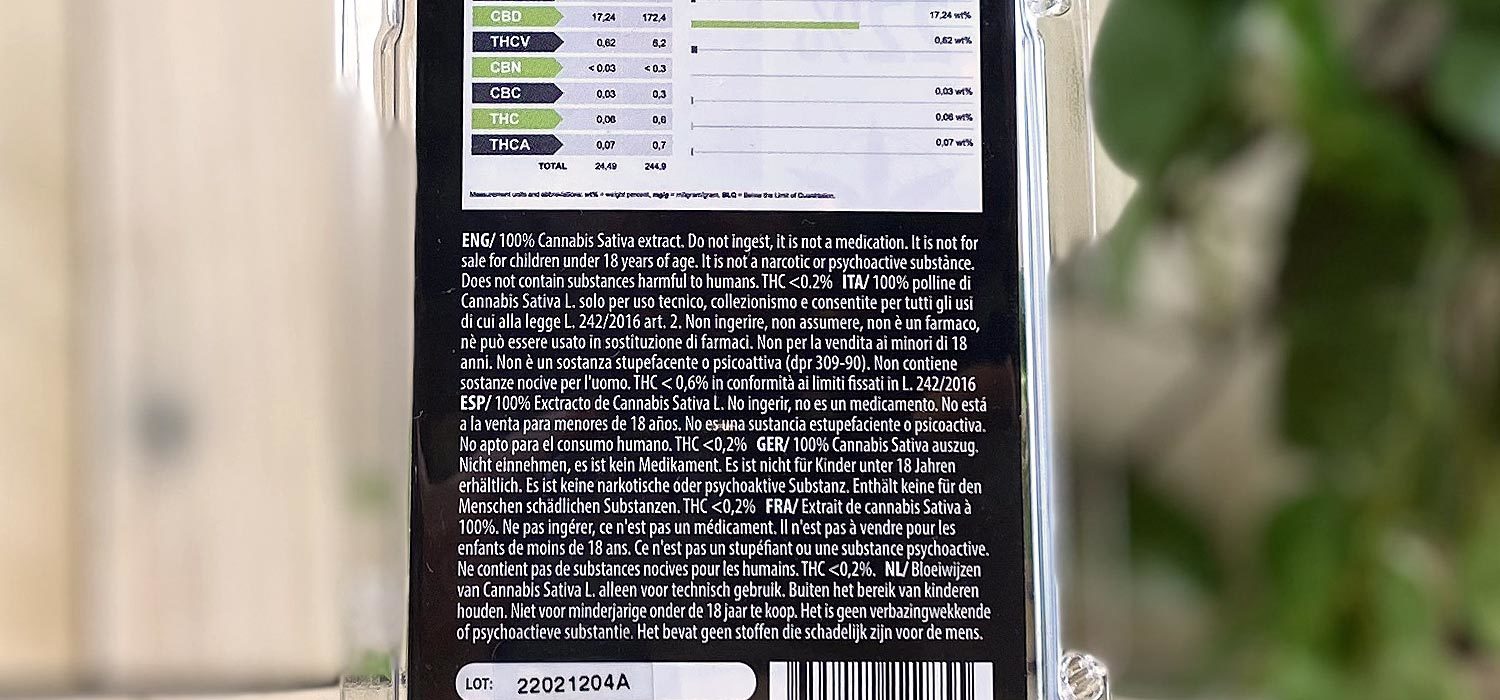 CBD 17,24 172,4 17,24 wt%
THCV 0,62 6,2 0,62 wt%
CBN < 0.03 < 0.3
CBC 0,03 0,3 0,03 wt%
THC 0,06 0,6 0,06 wt%
THCA 0,07 0,7 0,07 wt%
TOTAL 24,49 244,9
Measurement units and abbreviations: wt% = weight percent, mg/g = miligram/gram, BLQ = Below the Limit of Quantitation.
ENG/ 100% Cannabis Sativa extract. Do not ingest, it is not a medication. It is not for
sale for children under 18 years of age. It is not a narcotic or psychoactive substànce.
Does not contain substances harmful to humans. THC <0.2% ITA/ 100% polline di
Cannabis Sativa L. solo per uso tecnico, collezionismo e consentite per tutti gli usi
di cui alla legge L. 242/2016 art. 2. Non ingerire, non assumere, non è un farmaco,
nè può essere usato in sostituzione di farmaci. Non per la vendita ai minori di 18
anni. Non è un sostanza stupefacente o psicoattiva (dpr 309-90). Non contiene
sostanze nocive per l'uomo. THC < 0,6% in conformità ai limiti fissati in L. 242/2016
ESP/ 100% Exctracto de Cannabis Sativa L. No ingerir, no es un medicamento. No está
a la venta para menores de 18 años. No es una sustancia estupefaciente o psicoactiva.
No apto para el consumo humano. THC <0,2% GER/ 100% Cannabis Sativa auszug.
Nicht einnehmen, es ist kein Medikament. Es ist nicht für Kinder unter 18 Jahren
erhältlich. Es ist keine narkotische oder psychoaktive Substanz. Enthält keine für den
Menschen schädlichen Substanzen. THC <0,2% FRA/ Extrait de cannabis Sativa à
100%. Ne pas ingérer, ce n'est pas un médicament. Il n'est pas à vendre pour les
enfants de moins de 18 ans. Ce n'est pas un stupéfiant ou une substance psychoactive.
Ne contient pas de substances nocives pour les humains. THC <0,2%. NL/ Bloeiwijzen
van Cannabis Sativa L. alleen voor technisch gebruik. Buiten het bereik van kinderen
houden. Niet voor minderjarige onder de 18 jaar te koop. Het is geen verbazingwekkende
of psychoactieve substantie. Het bevat geen stoffen die schadelijk zijn voor de mens.
LOT: 22021204A